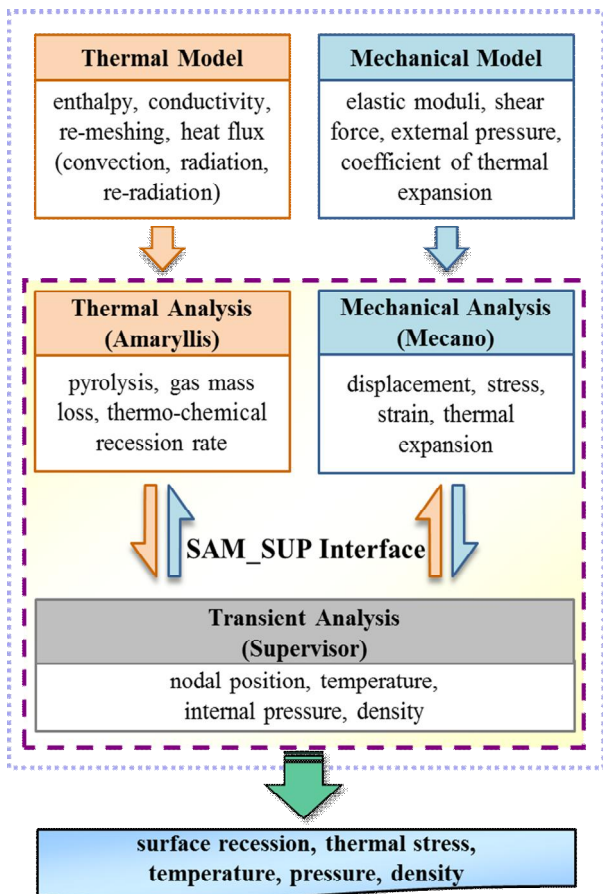 Thermal Model
enthalpy, conductivity,
re-meshing, heat flux
(convection, radiation,
re-radiation)
Mechanical Model
elastic moduli, shear
force, external pressure,
coefficient of thermal
expansion
Thermal Analysis
(Amaryllis)
pyrolysis, gas mass
loss, thermo-chemical
recession rate
Mechanical Analysis
(Mecano)
displacement, stress,
strain, thermal
expansion
SAM_SUP Interface
Transient Analysis
(Supervisor)
nodal position, temperature,
internal pressure, density
surface recession, thermal stress,
temperature, pressure, density